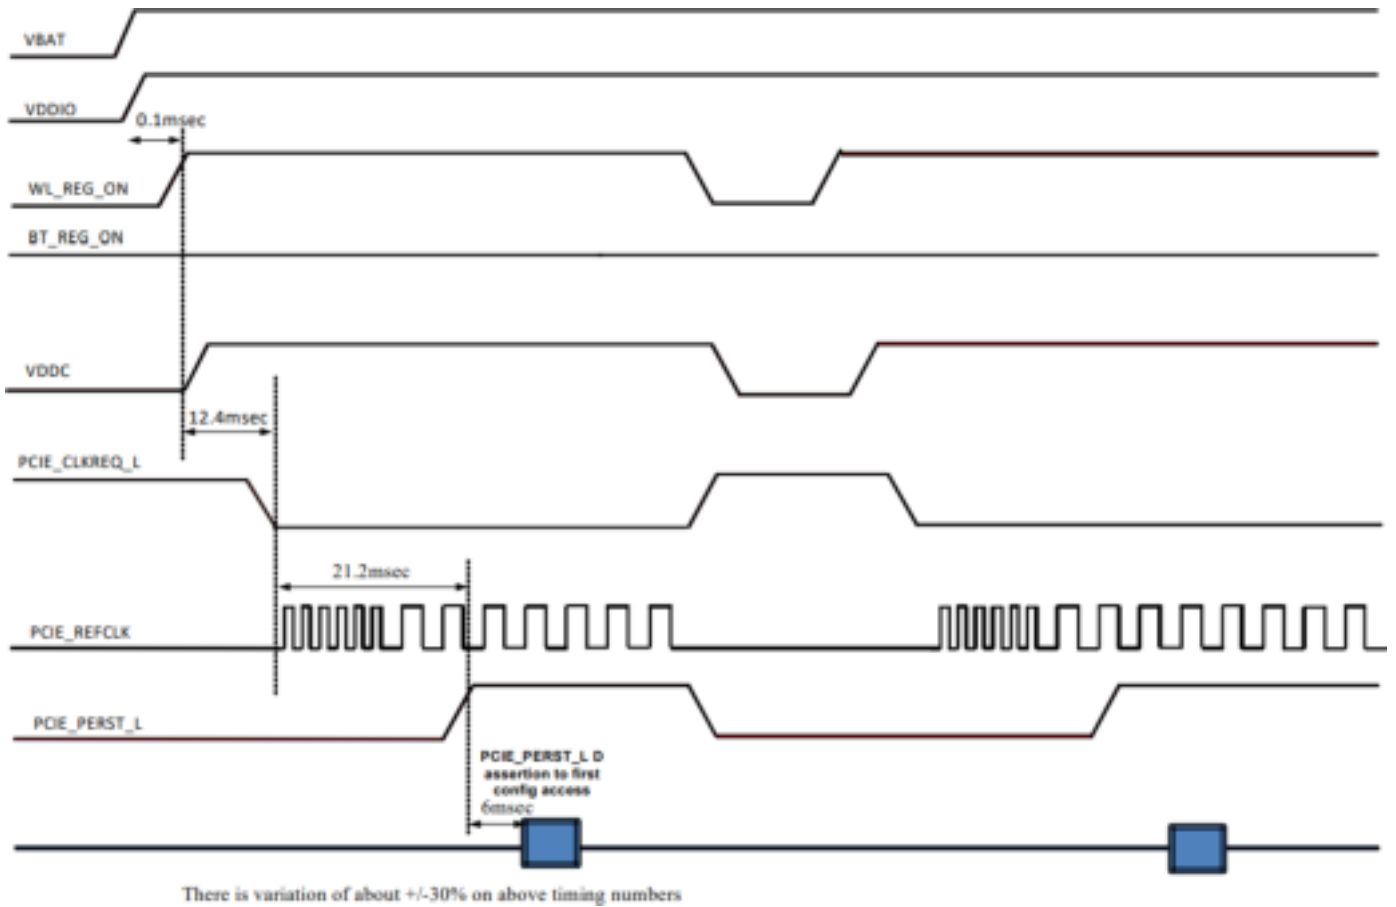 VBAT
VDDIO
0.1msec
WL_REG_ON
BT_REG_ON
VDDC
12.4msec
PCIE_CLKREQ_L
21.2msec
PCIE_REFCLK
PCIE_PERST_L
PCIE_PERST_L D
assertion to first
config access
6msec
There is variation of about +/-30% on above timing numbers